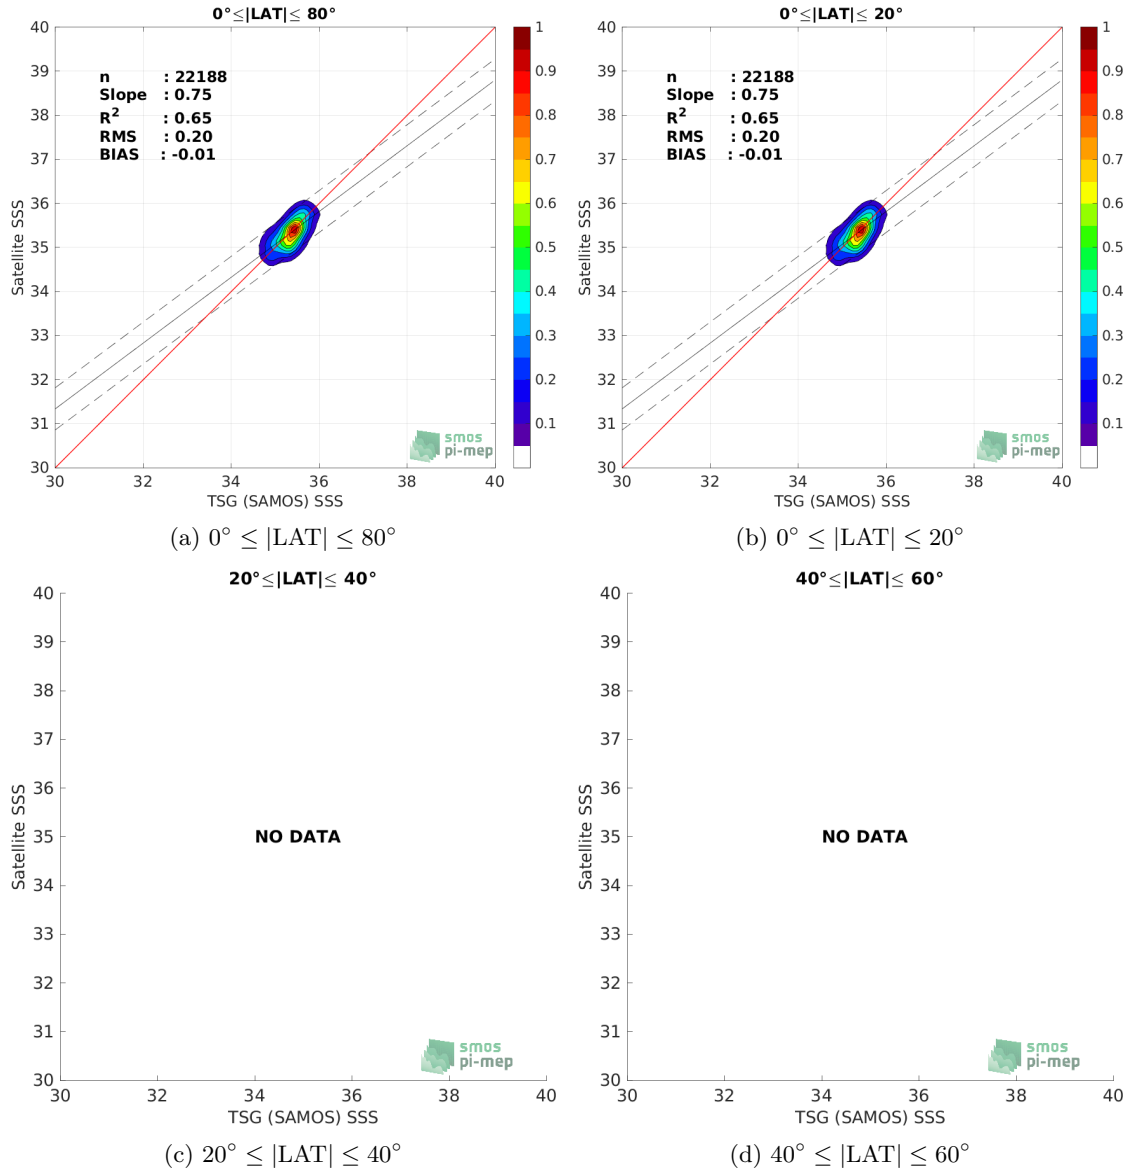 0°≤|LAT|≤ 80°
40
39
38
37
36
35
34
33
32
31
30
Satellite SSS
n : 22188
Slope : 0.75
R² : 0.65
RMS : 0.20
BIAS : -0.01
1
0.9
0.8
0.7
0.6
0.5
0.4
0.3
0.2
0.1
smos
pi-mep
30 32 34 36 38 40
TSG (SAMOS) SSS
(a) 0° ≤ |LAT| ≤ 80°
0°≤|LAT|≤ 20°
40
39
38
37
36
35
34
33
32
31
30
Satellite SSS
n : 22188
Slope : 0.75
R² : 0.65
RMS : 0.20
BIAS : -0.01
1
0.9
0.8
0.7
0.6
0.5
0.4
0.3
0.2
0.1
smos
pi-mep
30 32 34 36 38 40
TSG (SAMOS) SSS
(b) 0° ≤ |LAT| ≤ 20°
20°≤|LAT|≤ 40°
40
39
38
37
36
35
34
33
32
31
30
Satellite SSS
NO DATA
smos
pi-mep
30 32 34 36 38 40
TSG (SAMOS) SSS
(c) 20° ≤ |LAT| ≤ 40°
40°≤|LAT|≤ 60°
40
39
38
37
36
35
34
33
32
31
30
Satellite SSS
NO DATA
smos
pi-mep
30 32 34 36 38 40
TSG (SAMOS) SSS
(d) 40° ≤ |LAT| ≤ 60°